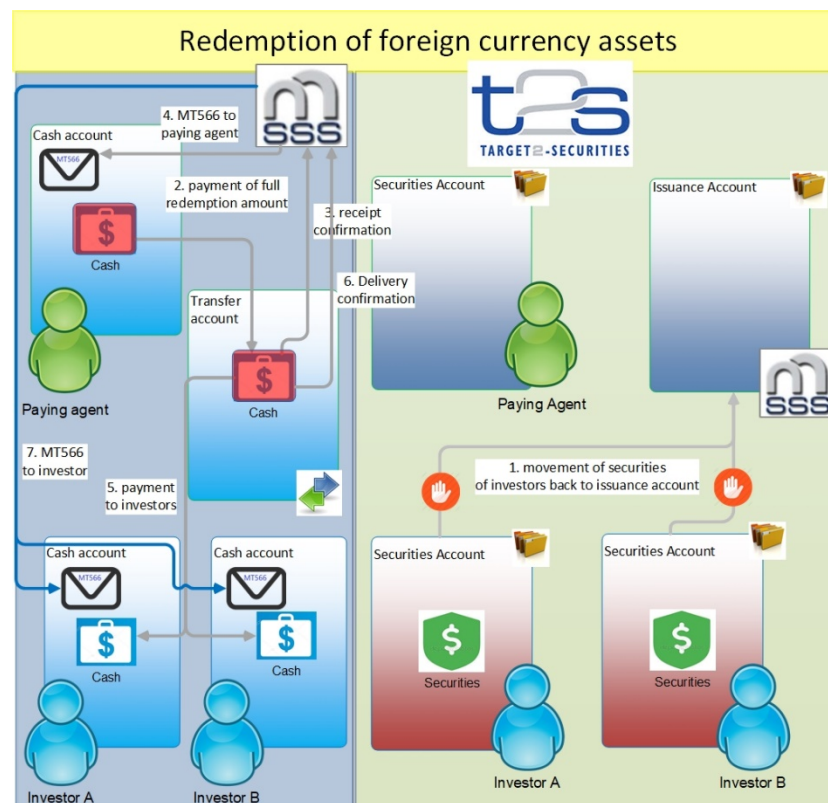 Redemption of foreign currency assets
sss
4. MT566 to
paying agent
Cash account
MT566
2. payment of full
redemption amount
3. receipt
confirmation
Cash
6. Delivery
confirmation
Transfer
account
Cash
Paying agent
7. MT566
to investor
5. payment
to investors
Cash account
MT566
Cash
Investor A
Cash account
MT566
Cash
Investor B
t2s
TARGET2-SECURITIES
Securities Account
Paying Agent
Issuance Account
sss
1. movement of securities
of investors back to issuance account
Securities Account
$
Securities
Investor A
Securities Account
$
Securities
Investor B